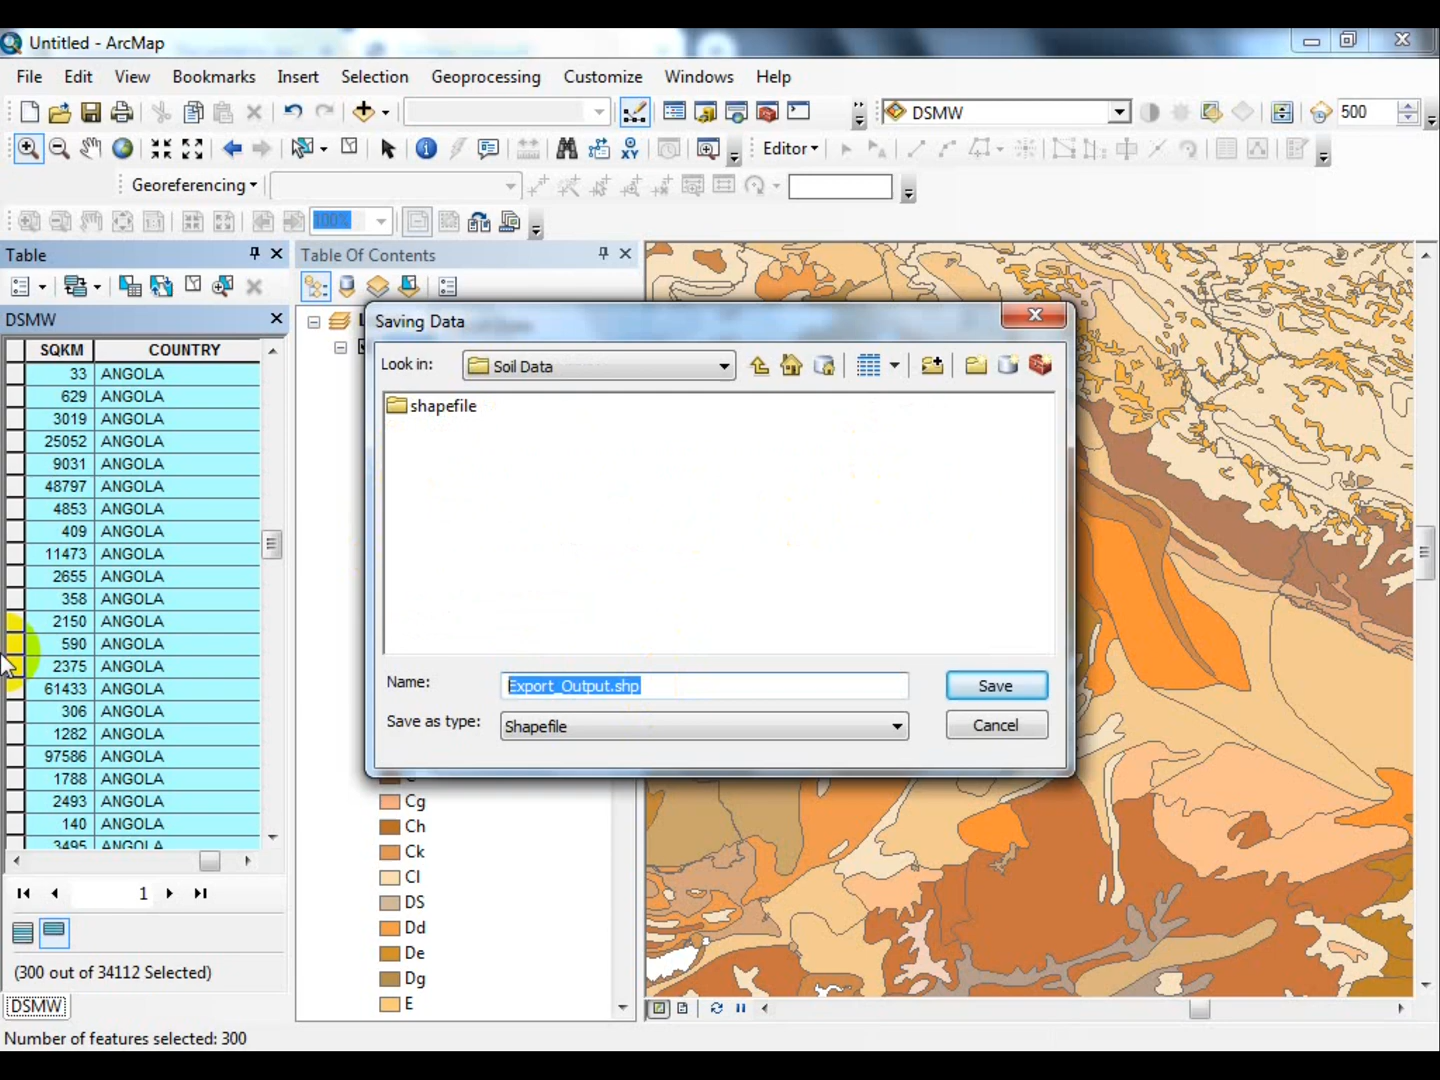 Untitled - ArcMap
File Edit View Bookmarks Insert Selection Geoprocessing Customize Windows Help
DSMW 500
Editor
Georeferencing
100%
Table
Table Of Contents
DSMW
SQKM COUNTRY
33 ANGOLA
629 ANGOLA
3019 ANGOLA
25052 ANGOLA
9031 ANGOLA
48797 ANGOLA
4853 ANGOLA
409 ANGOLA
11473 ANGOLA
2655 ANGOLA
358 ANGOLA
2150 ANGOLA
590 ANGOLA
2375 ANGOLA
61433 ANGOLA
306 ANGOLA
1282 ANGOLA
97586 ANGOLA
1788 ANGOLA
2493 ANGOLA
140 ANGOLA
3495 ANGOLA
1
(300 out of 34112 Selected)
DSMW
Number of features selected: 300
Saving Data
Look in: Soil Data
shapefile
Name: Export_Output.shp
Save
Save as type: Shapefile
Cancel
Cg
Ch
Ck
Cl
DS
Dd
De
Dg
E